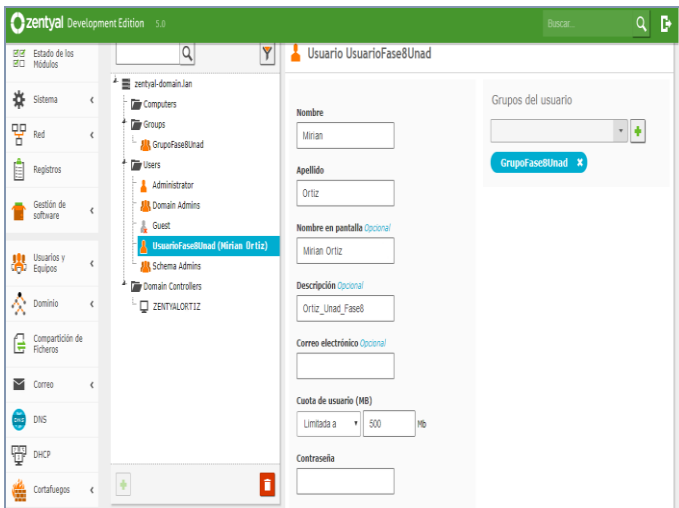 zentyal Development Edition 5.0
Buscar...
Estado de los
Módulos
Sistema
Red
Registros
Gestión de
software
Usuarios y
Equipos
Dominio
Compartición de
Ficheros
Correo
DNS
DHCP
Cortafuegos
zentyal-domain.lan
Computers
Groups
GrupoFase8Unad
Users
Administrator
Domain Admins
Guest
UsuarioFase8Unad (Mirian Ortiz)
Schema Admins
Domain Controllers
ZENTYALORTIZ
Usuario UsuarioFase8Unad
Nombre
Mirian
Apellido
Ortiz
Nombre en pantalla Opcional
Mirian Ortiz
Descripción Opcional
Ortiz_Unad_Fase8
Correo electrónico Opcional
Cuota de usuario (MB)
Limitada a 500 Mb
Contraseña
Grupos del usuario
GrupoFase8Unad ×